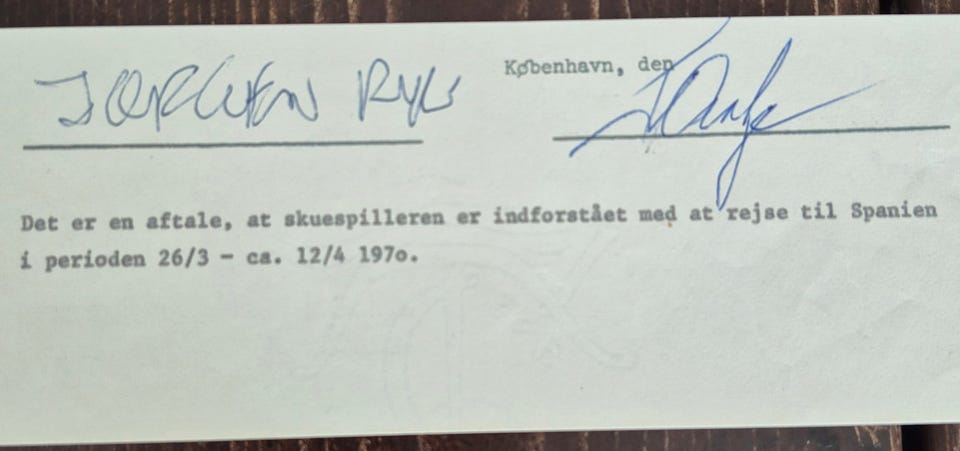 København, den
JØRGEN RYG
Det er en aftale, at skuespilleren er indforstået med at rejse til Spanien
i perioden 26/3 - ca. 12/4 197o.